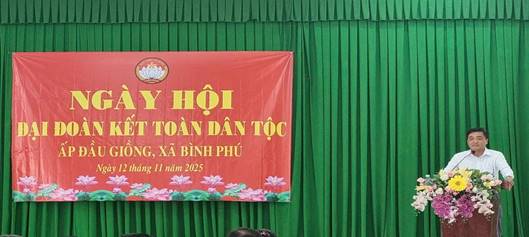 NGÀY HỘI
ĐẠI ĐOÀN KẾT TOÀN DÂN TỘC
ẤP ĐẦU GIỒNG, XÃ BÌNH PHÚ
Ngày 12 tháng 11 năm 2025